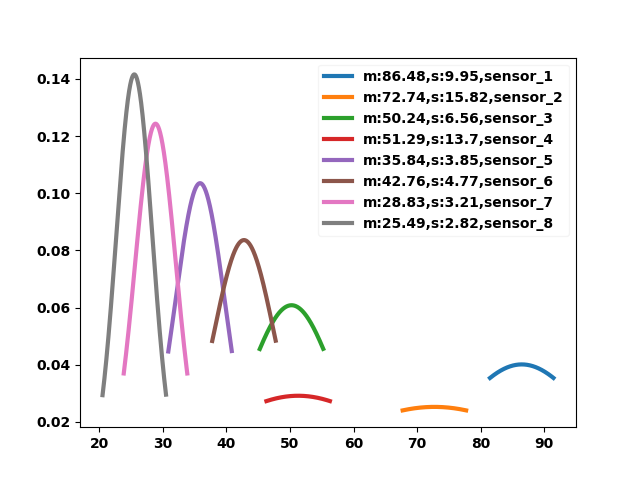 0.14
0.12
0.10
0.08
0.06
0.04
0.02
20 30 40 50 60 70 80 90
m:86.48,s:9.95,sensor_1
m:72.74,s:15.82,sensor_2
m:50.24,s:6.56,sensor_3
m:51.29,s:13.7,sensor_4
m:35.84,s:3.85,sensor_5
m:42.76,s:4.77,sensor_6
m:28.83,s:3.21,sensor_7
m:25.49,s:2.82,sensor_8